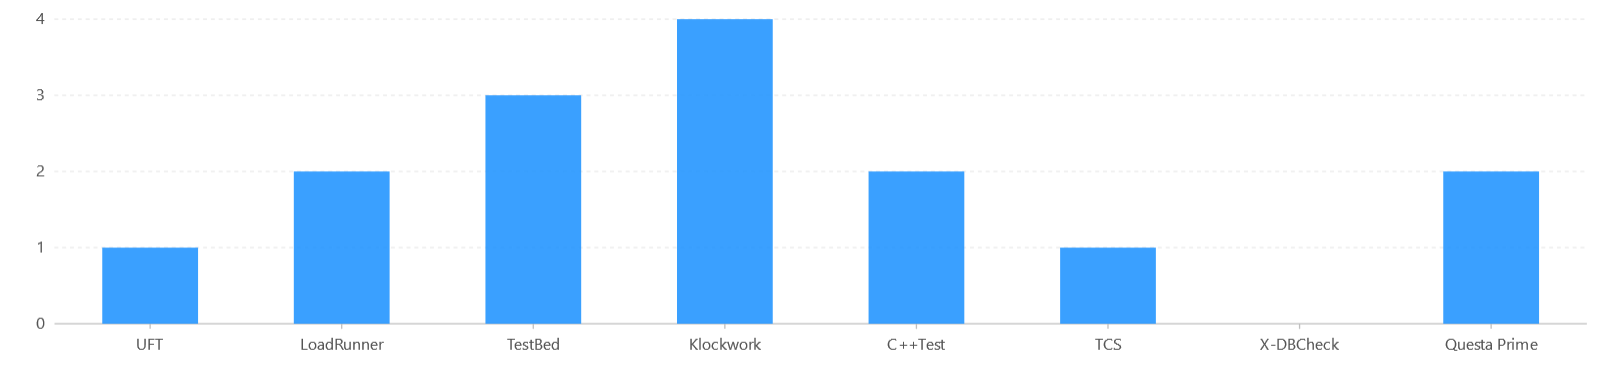 4
3
2
1
0
UFT
LoadRunner
TestBed
Klockwork
C++Test
TCS
X-DBCheck
Questa Prime